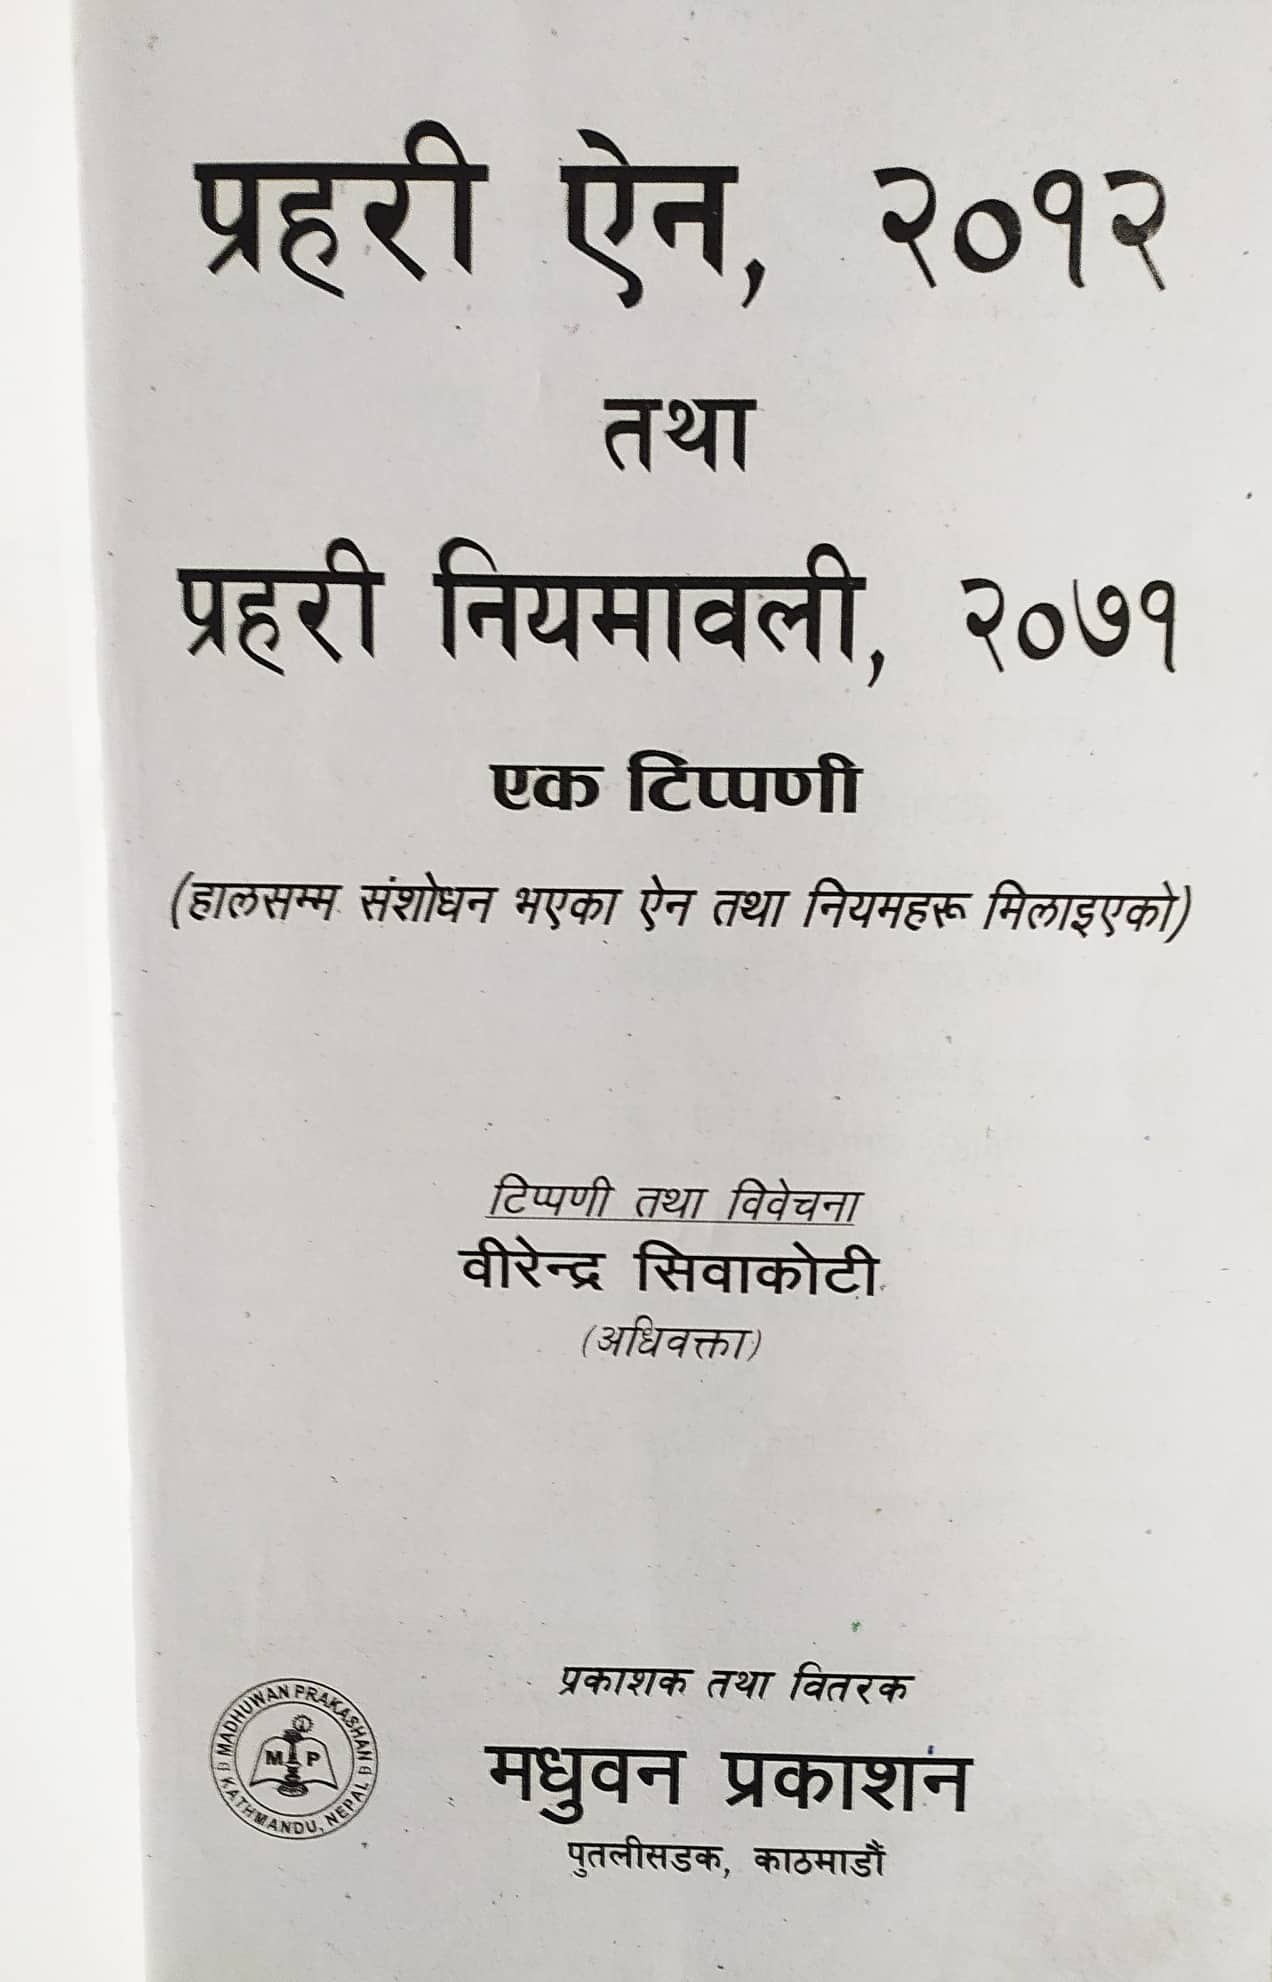 प्रहरी ऐन, २०१२
तथा
प्रहरी नियमावली, २०७१
एक टिप्पणी
(हालसम्म संशोधन भएका ऐन तथा नियमहरू मिलाइएको)
टिप्पणी तथा विवेचना
वीरेन्द्र सिवाकोटी
(अधिवक्ता)
प्रकाशक तथा वितरक
मधुवन प्रकाशन
पुतलीसडक, काठमाडौं
MADHUWAN PRAKASHAN
M P
KATHMANDU, NEPAL